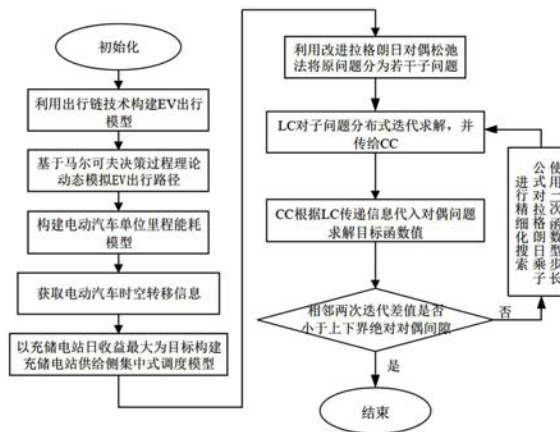 初始化
利用出行链技术构建EV出行
模型
基于马尔可夫决策过程理论
动态模拟EV出行路径
构建电动汽车单位里程能耗
模型
获取电动汽车时空转移信息
以充储电站日收益最大为目标构建
充储电站供给侧集中式调度模型
利用改进拉格朗日对偶松弛
法将原问题分为若干子问题
LC对子问题分布式迭代求解，并
传给CC
CC根据LC传递信息代入对偶问题
求解目标函数值
相邻两次迭代差值是否
小于上下界绝对对偶间隙
否
使用一次函数型步长
公式对拉格朗日乘子
进行精细化搜索
是
结束